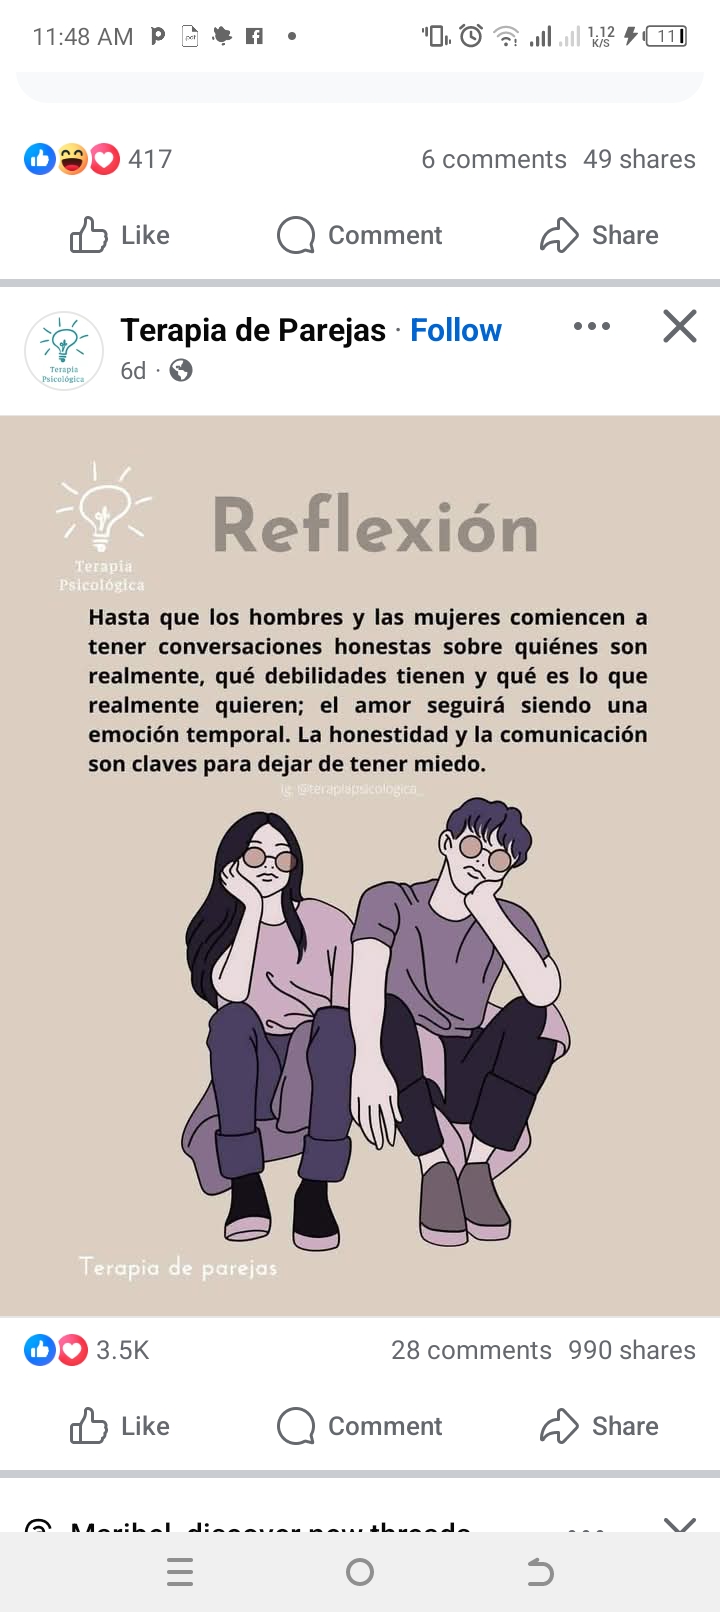 11:48 AM
1.12
K/S
11
417
6 comments 49 shares
Like
Comment
Share
Terapia de Parejas · Follow
6d ·
Terapia
Psicológica
Terapia
Psicológica
Reflexión
Hasta que los hombres y las mujeres comiencen a
tener conversaciones honestas sobre quiénes son
realmente, qué debilidades tienen y qué es lo que
realmente quieren; el amor seguirá siendo una
emoción temporal. La honestidad y la comunicación
son claves para dejar de tener miedo.
ig: @terapiapsicologica_
Terapia de parejas
3.5K
28 comments 990 shares
Like
Comment
Share
Maribel, discover new threads